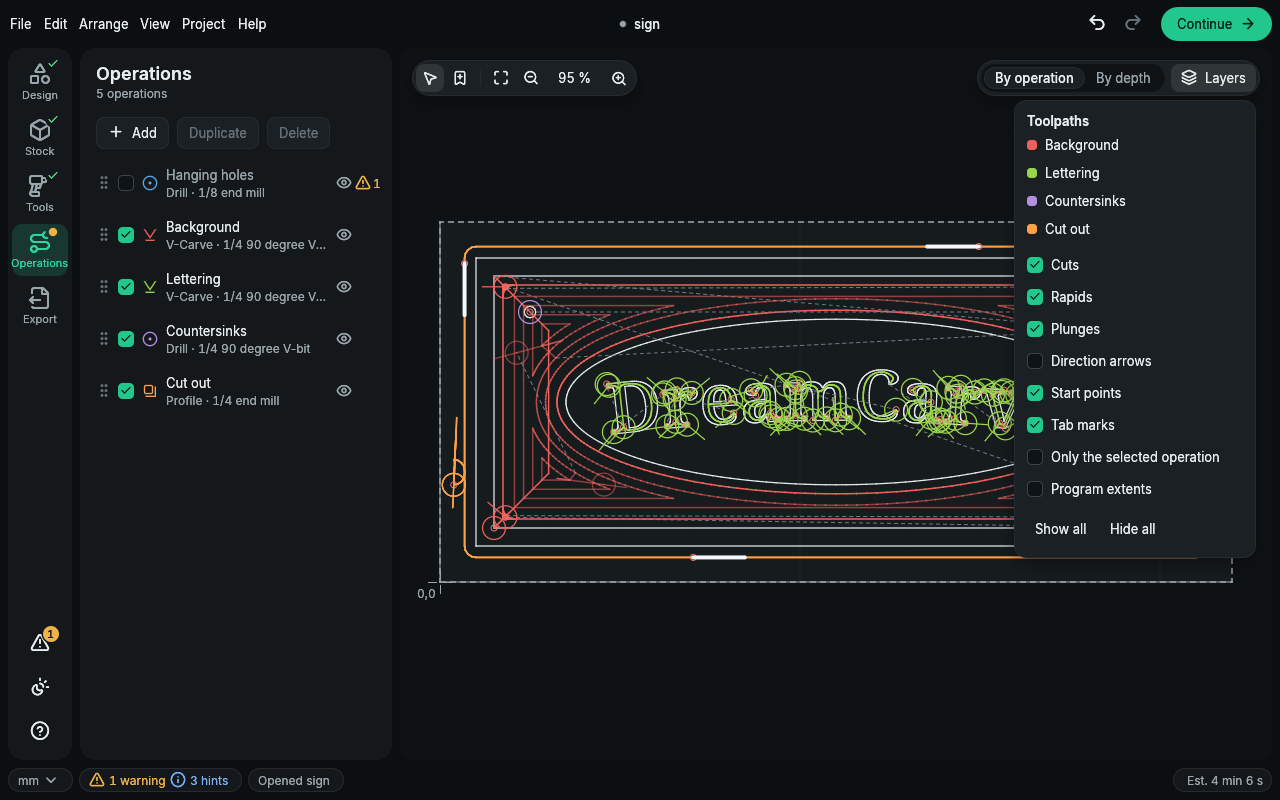 File Edit Arrange View Project Help
sign
Continue
Design
Stock
Tools
Operations
Export
Operations
5 operations
Add Duplicate Delete
Hanging holes
Drill · 1/8 end mill
1
Background
V-Carve · 1/4 90 degree V...
Lettering
V-Carve · 1/4 90 degree V...
Countersinks
Drill · 1/4 90 degree V-bit
Cut out
Profile · 1/4 end mill
95 %
By operation By depth Layers
Toolpaths
Background
Lettering
Countersinks
Cut out
Cuts
Rapids
Plunges
Direction arrows
Start points
Tab marks
Only the selected operation
Program extents
Show all Hide all
Dream Carv
0,0
1
mm
1 warning 3 hints
Opened sign
Est. 4 min 6 s